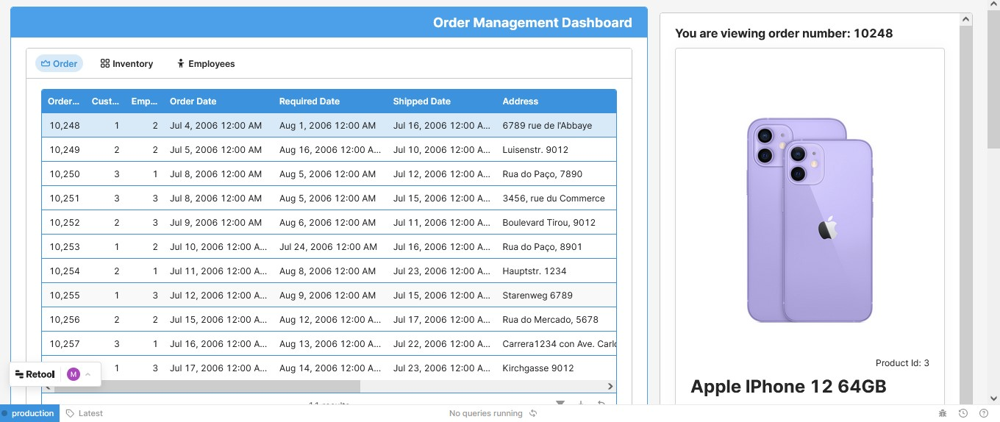 Order Management Dashboard
You are viewing order number: 10248
Order Inventory Employees
Order... Cust... Emp... Order Date Required Date Shipped Date Address
10,248 1 2 Jul 4, 2006 12:00 AM Aug 1, 2006 12:00 AM Jul 16, 2006 12:00 A... 6789 rue de l'Abbaye
10,249 2 2 Jul 5, 2006 12:00 AM Aug 16, 2006 12:00 A... Jul 10, 2006 12:00 A... Luisenstr. 9012
10,250 3 1 Jul 8, 2006 12:00 AM Aug 5, 2006 12:00 AM Jul 12, 2006 12:00 A... Rua do Paço, 7890
10,251 3 3 Jul 8, 2006 12:00 AM Aug 5, 2006 12:00 AM Jul 15, 2006 12:00 A... 3456, rue du Commerce
10,252 2 3 Jul 9, 2006 12:00 AM Aug 6, 2006 12:00 AM Jul 11, 2006 12:00 A... Boulevard Tirou, 9012
10,253 1 2 Jul 10, 2006 12:00 A... Jul 24, 2006 12:00 AM Jul 16, 2006 12:00 A... Rua do Paço, 8901
10,254 2 1 Jul 11, 2006 12:00 A... Aug 8, 2006 12:00 AM Jul 23, 2006 12:00 A... Hauptstr. 1234
10,255 1 3 Jul 12, 2006 12:00 A... Aug 9, 2006 12:00 AM Jul 15, 2006 12:00 A... Starenweg 6789
10,256 2 2 Jul 15, 2006 12:00 A... Aug 12, 2006 12:00 A... Jul 17, 2006 12:00 A... Rua do Mercado, 5678
10,257 3 1 Jul 16, 2006 12:00 A... Aug 13, 2006 12:00 A... Jul 22, 2006 12:00 A... Carrera1234 con Ave. Carlo
1 3 Jul 17, 2006 12:00 A... Aug 14, 2006 12:00 A... Jul 23, 2006 12:00 A... Kirchgasse 9012
Retool M
11 results
Product Id: 3
Apple IPhone 12 64GB
production Latest No queries running